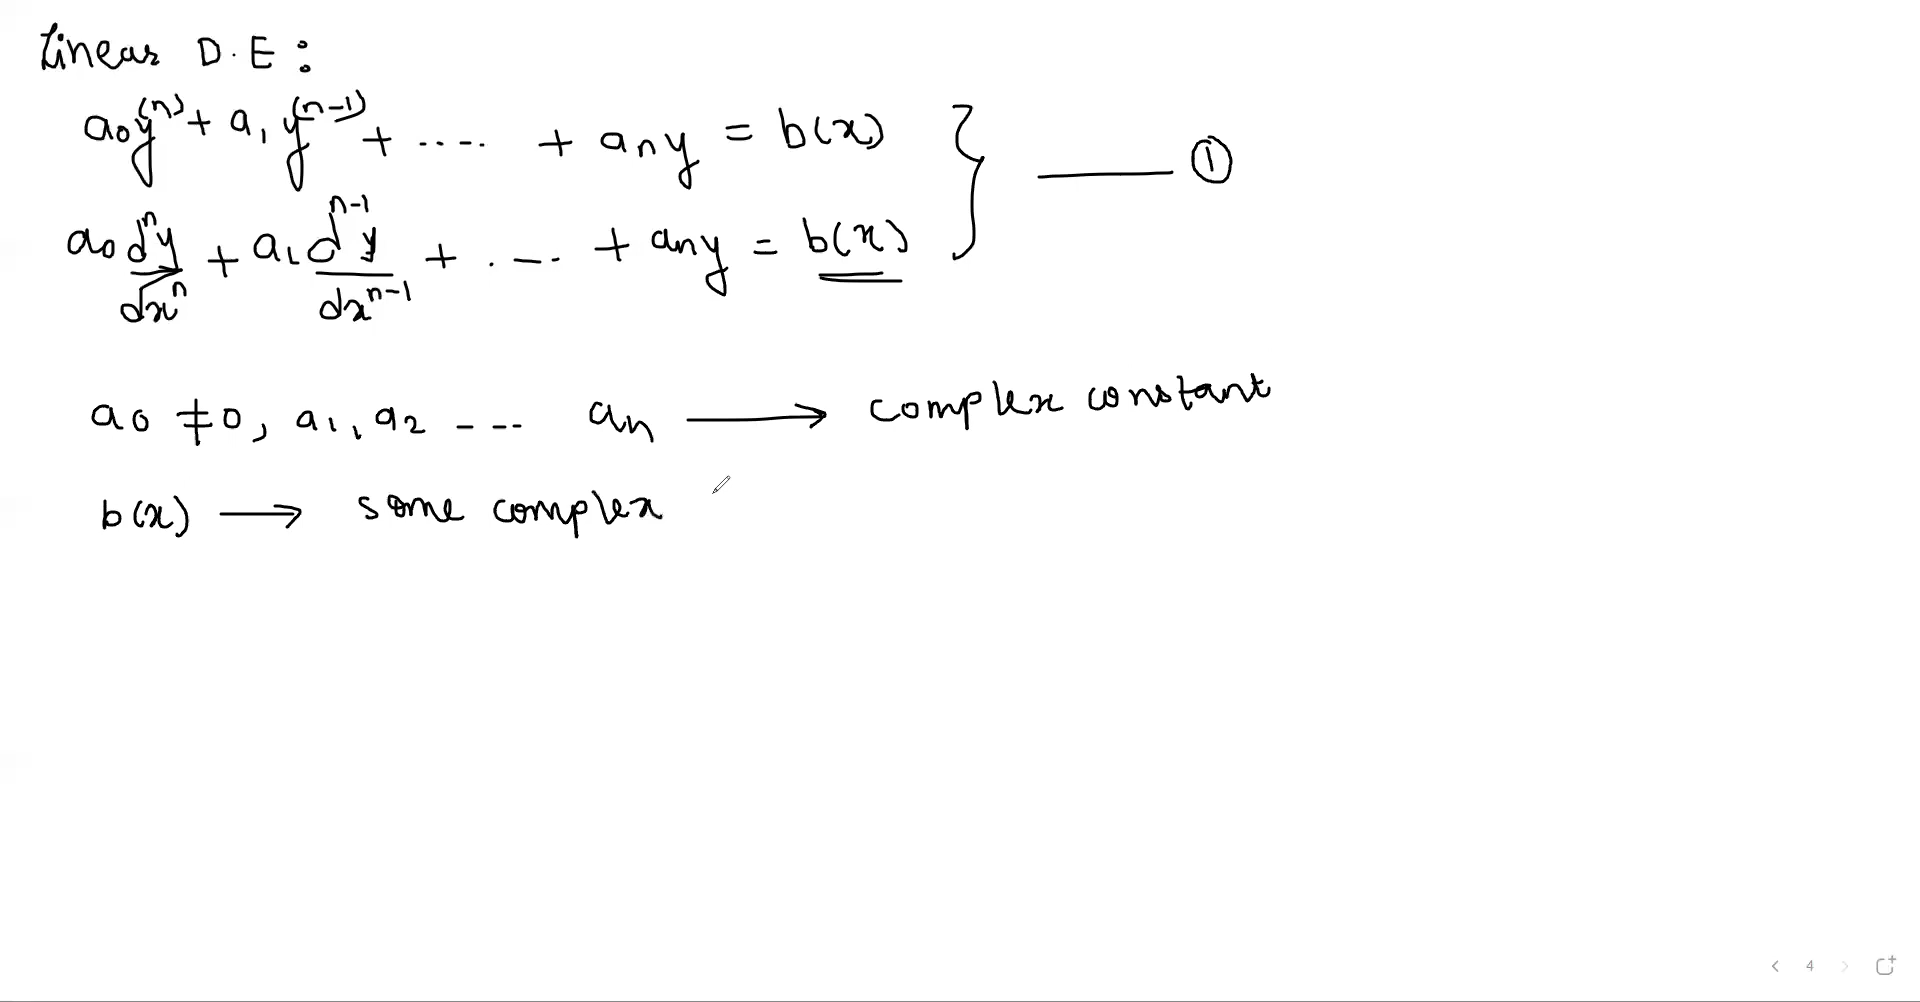 Linear D.E :
a₀y⁽ⁿ⁾ + a₁y⁽ⁿ⁻¹⁾ + ..... + aₙy = b(x) } —— ①
a₀ dⁿy/dxⁿ + a₁ dⁿ⁻¹y/dxⁿ⁻¹ + .... + aₙy = b(x)
a₀ ≠ 0, a₁, a₂ --- aₙ ⟶ complex constant
b(x) ⟶ some complex
4